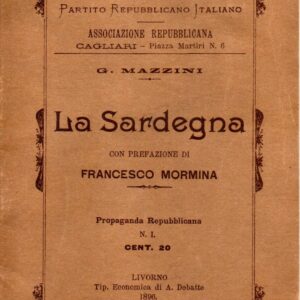 PARTITO REPUBBLICANO ITALIANO
ASSOCIAZIONE REPUBBLICANA
CAGLIARI - Piazza Martiri N. 6
G. MAZZINI
La Sardegna
CON PREFAZIONE DI
FRANCESCO MORMINA
Propaganda Repubblicana
N. 1.
CENT. 20
LIVORNO
Tip. Economica di A. Debatte
1896.